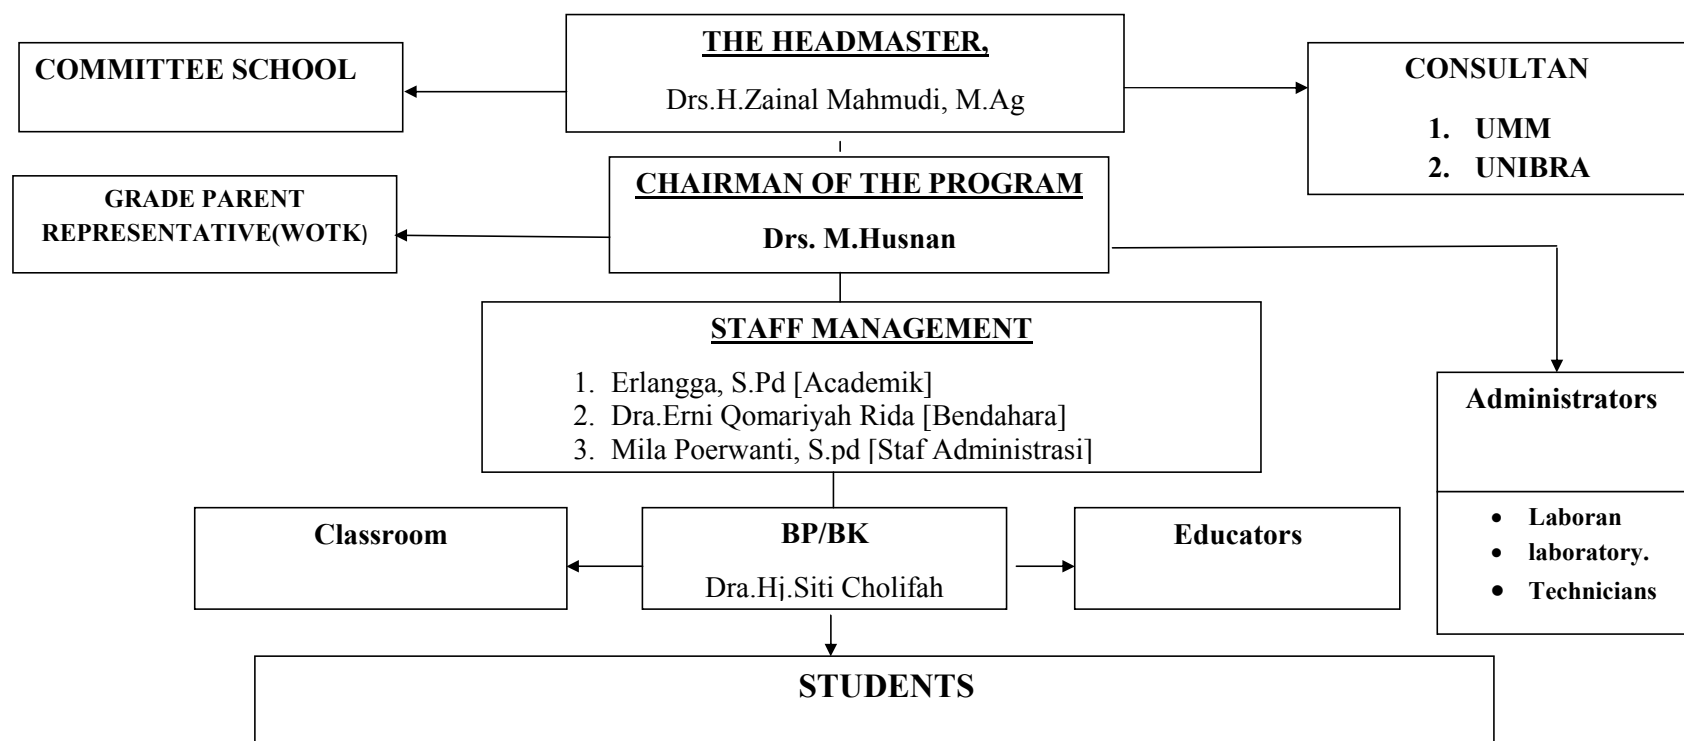 THE HEADMASTER,
Drs.H.Zainal Mahmudi, M.Ag
COMMITTEE SCHOOL
CONSULTAN
1. UMM
2. UNIBRA
CHAIRMAN OF THE PROGRAM
Drs. M.Husnan
GRADE PARENT
REPRESENTATIVE(WOTK)
STAFF MANAGEMENT
1. Erlangga, S.Pd [Academik]
2. Dra.Erni Qomariyah Rida [Bendahara]
3. Mila Poerwanti, S.pd [Staf Administrasi]
Administrators
• Laboran
• laboratory.
• Technicians
Classroom
BP/BK
Dra.Hj.Siti Cholifah
Educators
STUDENTS